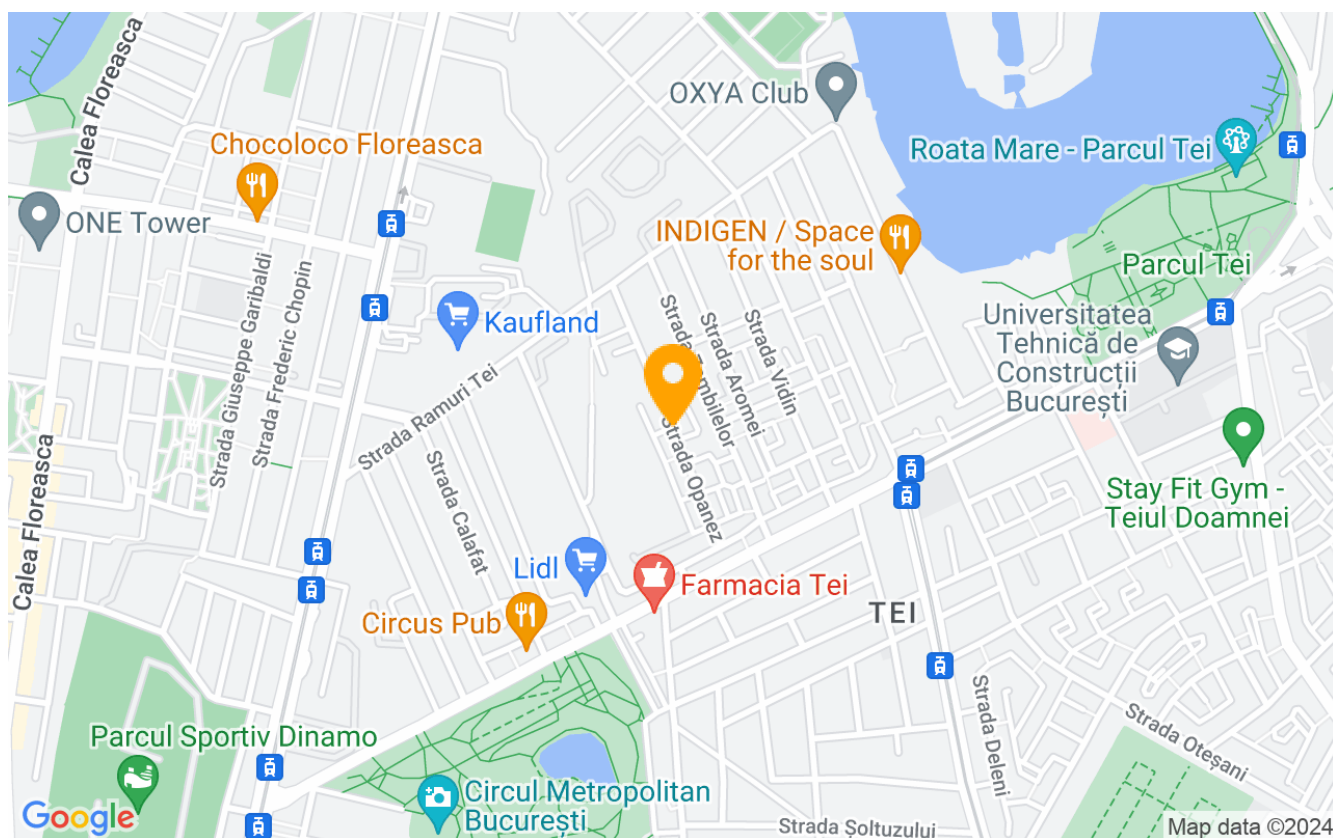 Calea Floreasca
OXYA Club
Chocoloco Floreasca
Roata Mare - Parcul Tei
ONE Tower
INDIGEN / Space
for the soul
Parcul Tei
Strada Giuseppe Garibaldi
Strada Frederic Chopin
Kaufland
Strada Zambilelor
Strada Aromei
Strada Vidin
Universitatea
Tehnică de
Construcții
București
Strada Ramuri Tei
Strada Opanez
Calea Floreasca
Strada Calafat
Stay Fit Gym -
Teiul Doamnei
Lidl
Farmacia Tei
Circus Pub
TEI
Strada Deleni
Strada Oteșani
Parcul Sportiv Dinamo
Circul Metropolitan
București
Strada Șoltuzului
Google
Map data ©2024